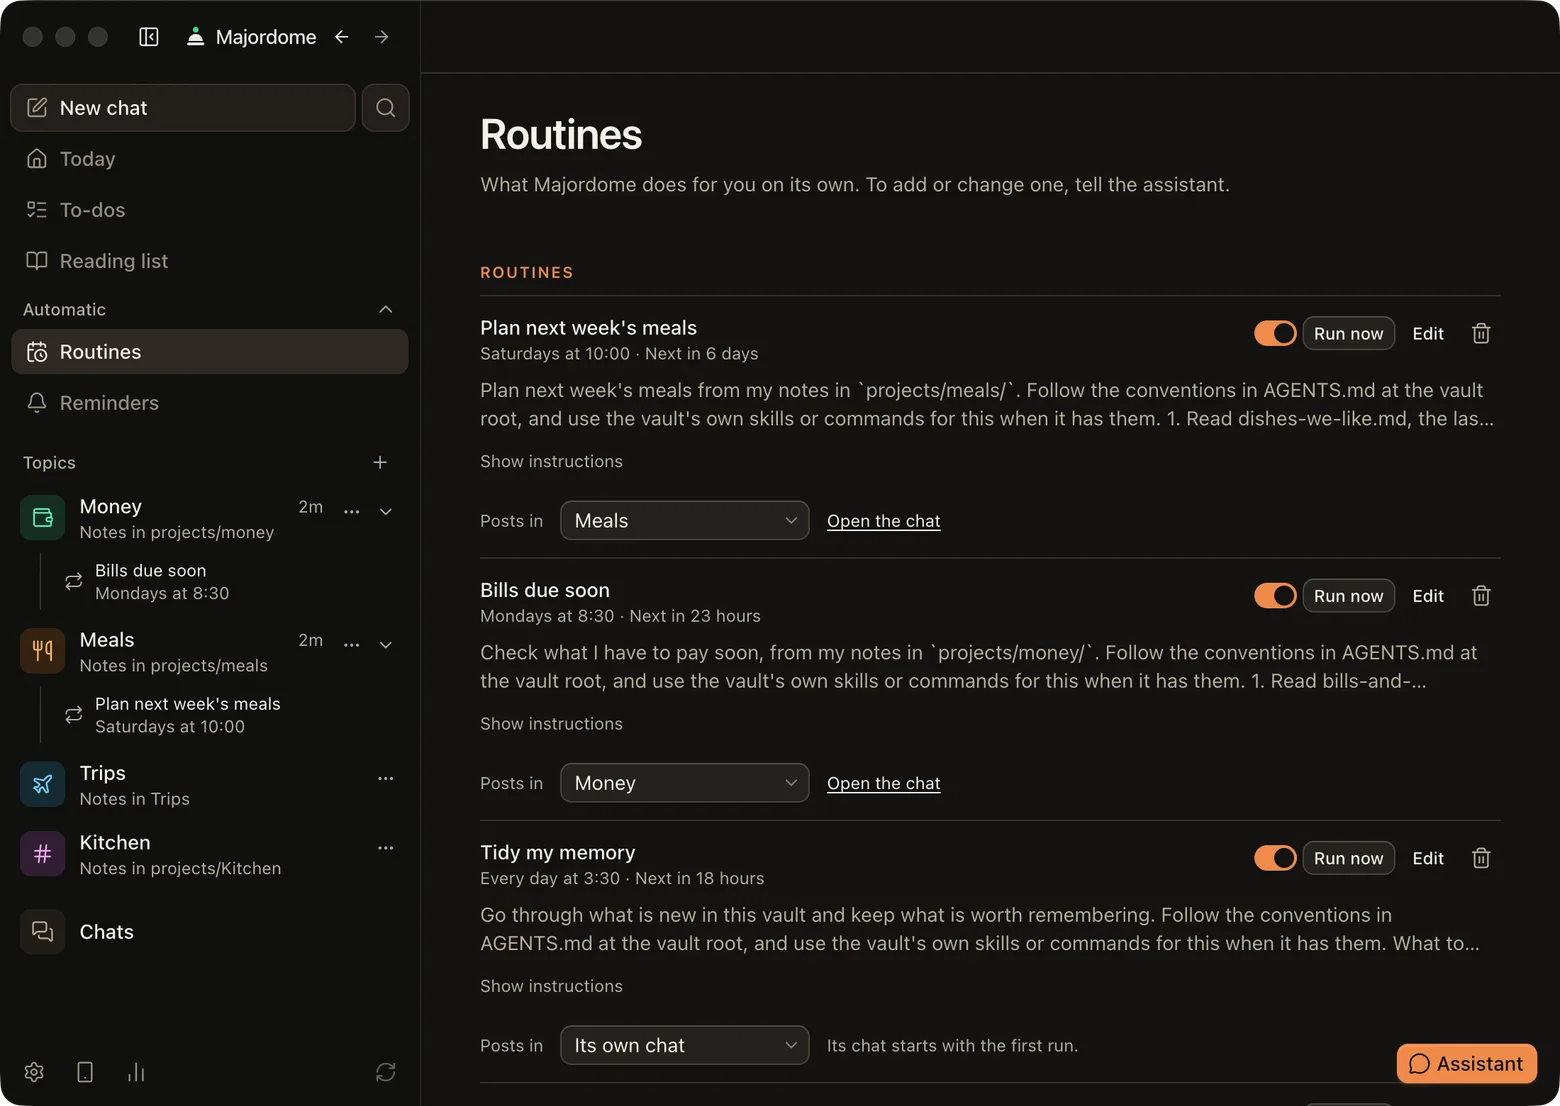 Majordome
New chat
Today
To-dos
Reading list
Automatic
Routines
Reminders
Topics
Money
2m
Notes in projects/money
Bills due soon
Mondays at 8:30
Meals
2m
Notes in projects/meals
Plan next week's meals
Saturdays at 10:00
Trips
Notes in Trips
Kitchen
Notes in projects/Kitchen
Chats
Routines
What Majordome does for you on its own. To add or change one, tell the assistant.
ROUTINES
Plan next week's meals
Saturdays at 10:00 · Next in 6 days
Run now
Edit
Plan next week's meals from my notes in `projects/meals/`. Follow the conventions in AGENTS.md at the vault
root, and use the vault's own skills or commands for this when it has them. 1. Read dishes-we-like.md, the las...
Show instructions
Posts in
Meals
Open the chat
Bills due soon
Mondays at 8:30 · Next in 23 hours
Run now
Edit
Check what I have to pay soon, from my notes in `projects/money/`. Follow the conventions in AGENTS.md at
the vault root, and use the vault's own skills or commands for this when it has them. 1. Read bills-and-...
Show instructions
Posts in
Money
Open the chat
Tidy my memory
Every day at 3:30 · Next in 18 hours
Run now
Edit
Go through what is new in this vault and keep what is worth remembering. Follow the conventions in
AGENTS.md at the vault root, and use the vault's own skills or commands for this when it has them. What to...
Show instructions
Posts in
Its own chat
Its chat starts with the first run.
Assistant